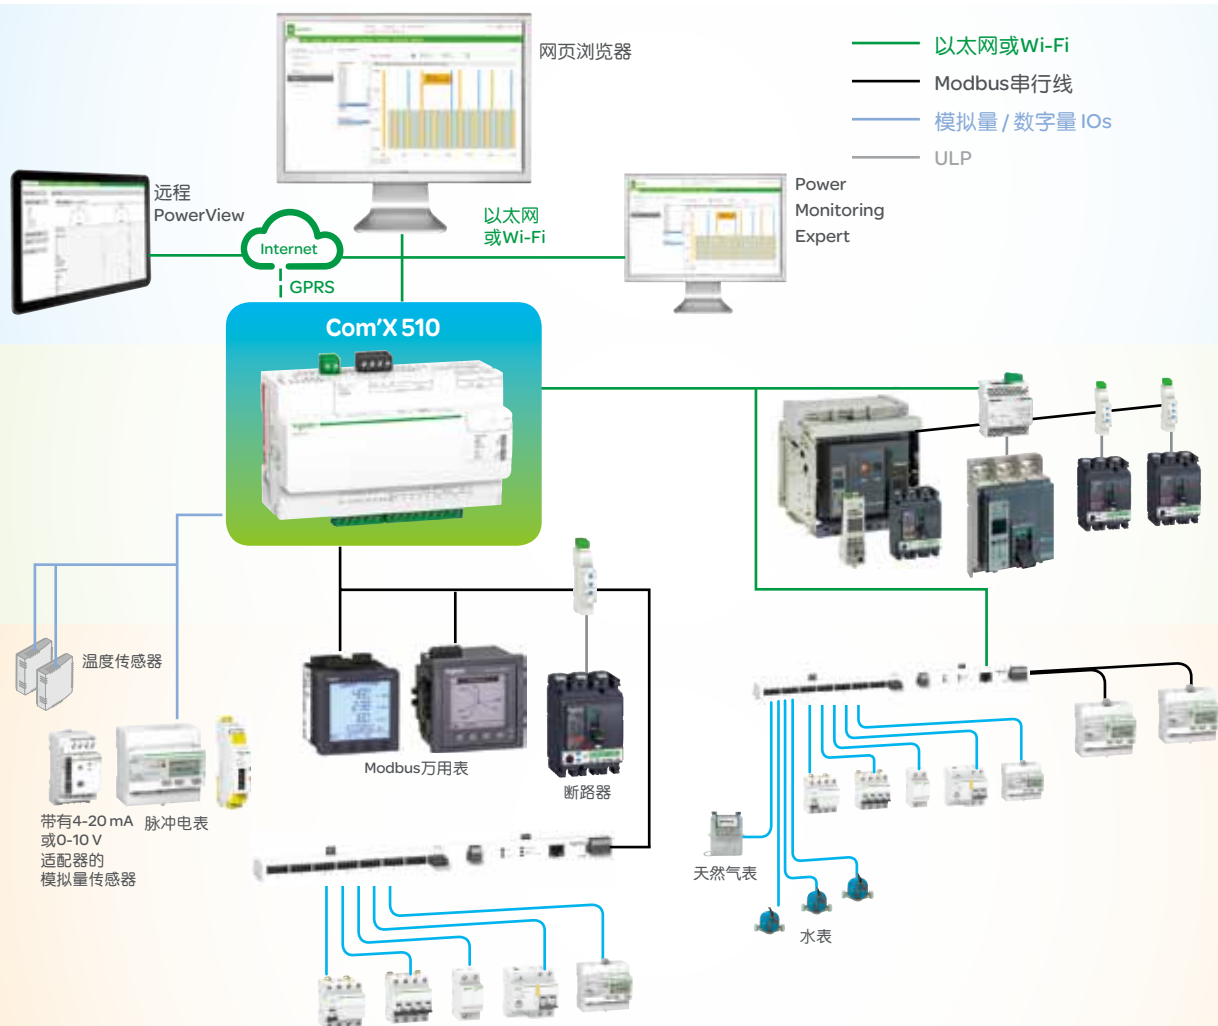 网页浏览器
以太网或Wi-Fi
Modbus串行线
模拟量 / 数字量 IOs
ULP
远程
PowerView
Internet
GPRS
以太网
或Wi-Fi
Power
Monitoring
Expert
Com'X 510
温度传感器
带有4-20 mA
或0-10 V
适配器的
模拟量传感器
脉冲电表
Modbus万用表
断路器
天然气表
水表